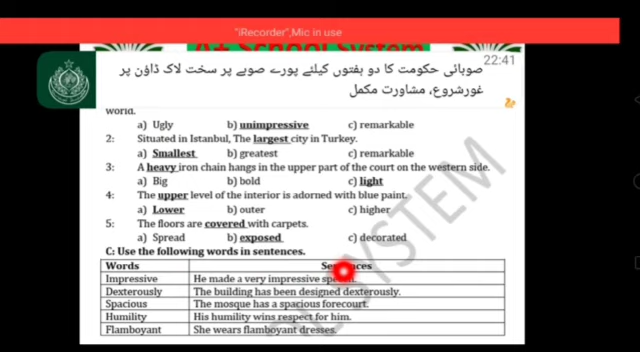 "iRecorder",Mic in use
A+ School System
22:41
صوبائی حکومت کا دو ہفتوں کیلئے پورے صوبے پر سخت لاک ڈاؤن پر
غور شروع، مشاورت مکمل
world.
a) Ugly b) unimpressive c) remarkable
2: Situated in Istanbul, The largest city in Turkey.
a) Smallest b) greatest c) remarkable
3: A heavy iron chain hangs in the upper part of the court on the western side.
a) Big b) bold c) light
4: The upper level of the interior is adorned with blue paint.
a) Lower b) outer c) higher
5: The floors are covered with carpets.
a) Spread b) exposed c) decorated
C: Use the following words in sentences.
Words Sentences
Impressive He made a very impressive speech.
Dexterously The building has been designed dexterously.
Spacious The mosque has a spacious forecourt.
Humility His humility wins respect for him.
Flamboyant She wears flamboyant dresses.
SYSTEM